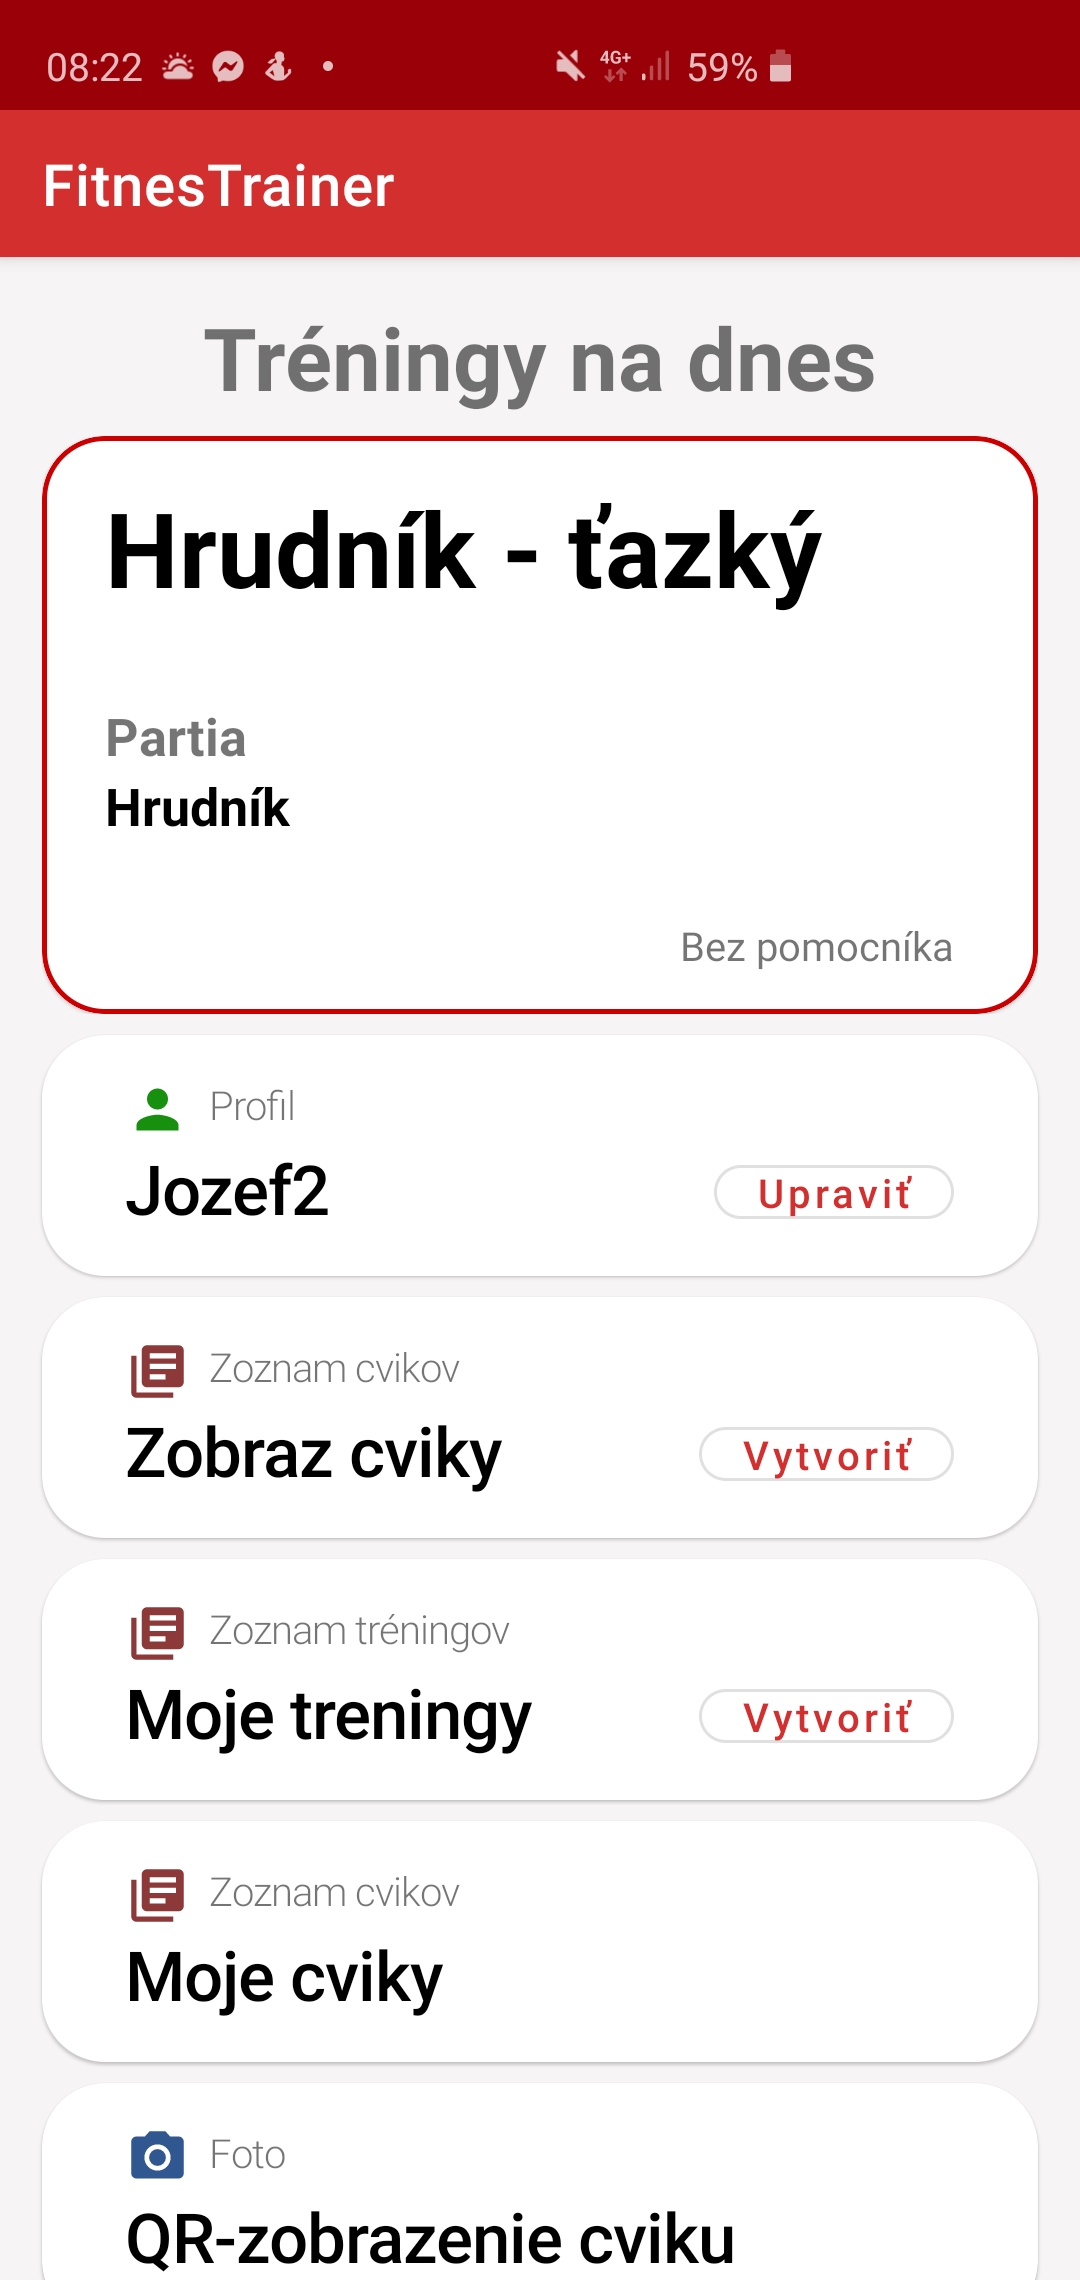 08:22 4G+ 59%
FitnesTrainer
Tréningy na dnes
Hrudník - ťazký
Partia
Hrudník
Bez pomocníka
Profil
Jozef2 Upraviť
Zoznam cvikov
Zobraz cviky Vytvoriť
Zoznam tréningov
Moje treningy Vytvoriť
Zoznam cvikov
Moje cviky
Foto
QR-zobrazenie cviku